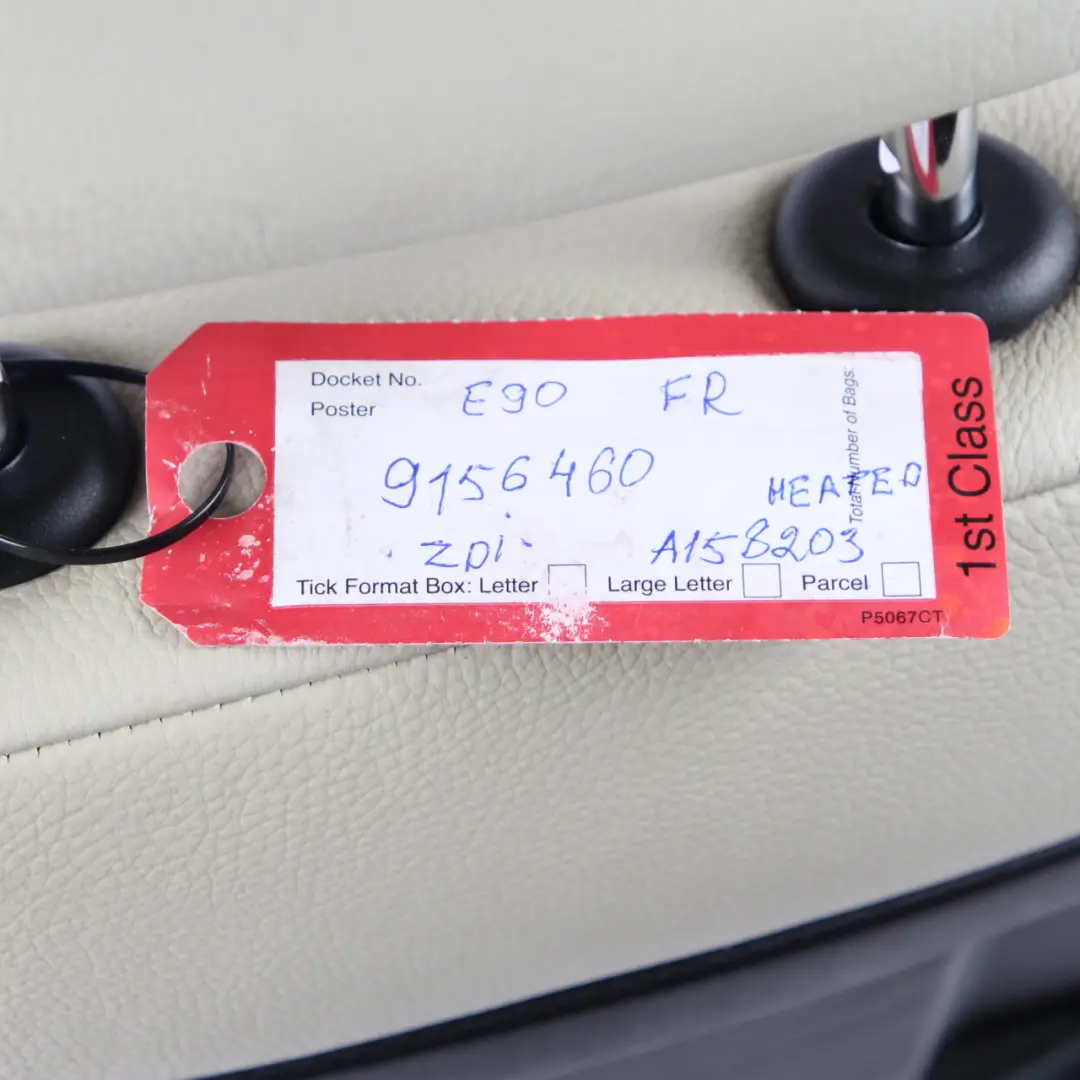 Docket No.
Poster
E90 FR
9156460
HEATED
ZDI
A158203
Total Number of Bags:
Tick Format Box: Letter Large Letter Parcel
P5067CT
1st Class